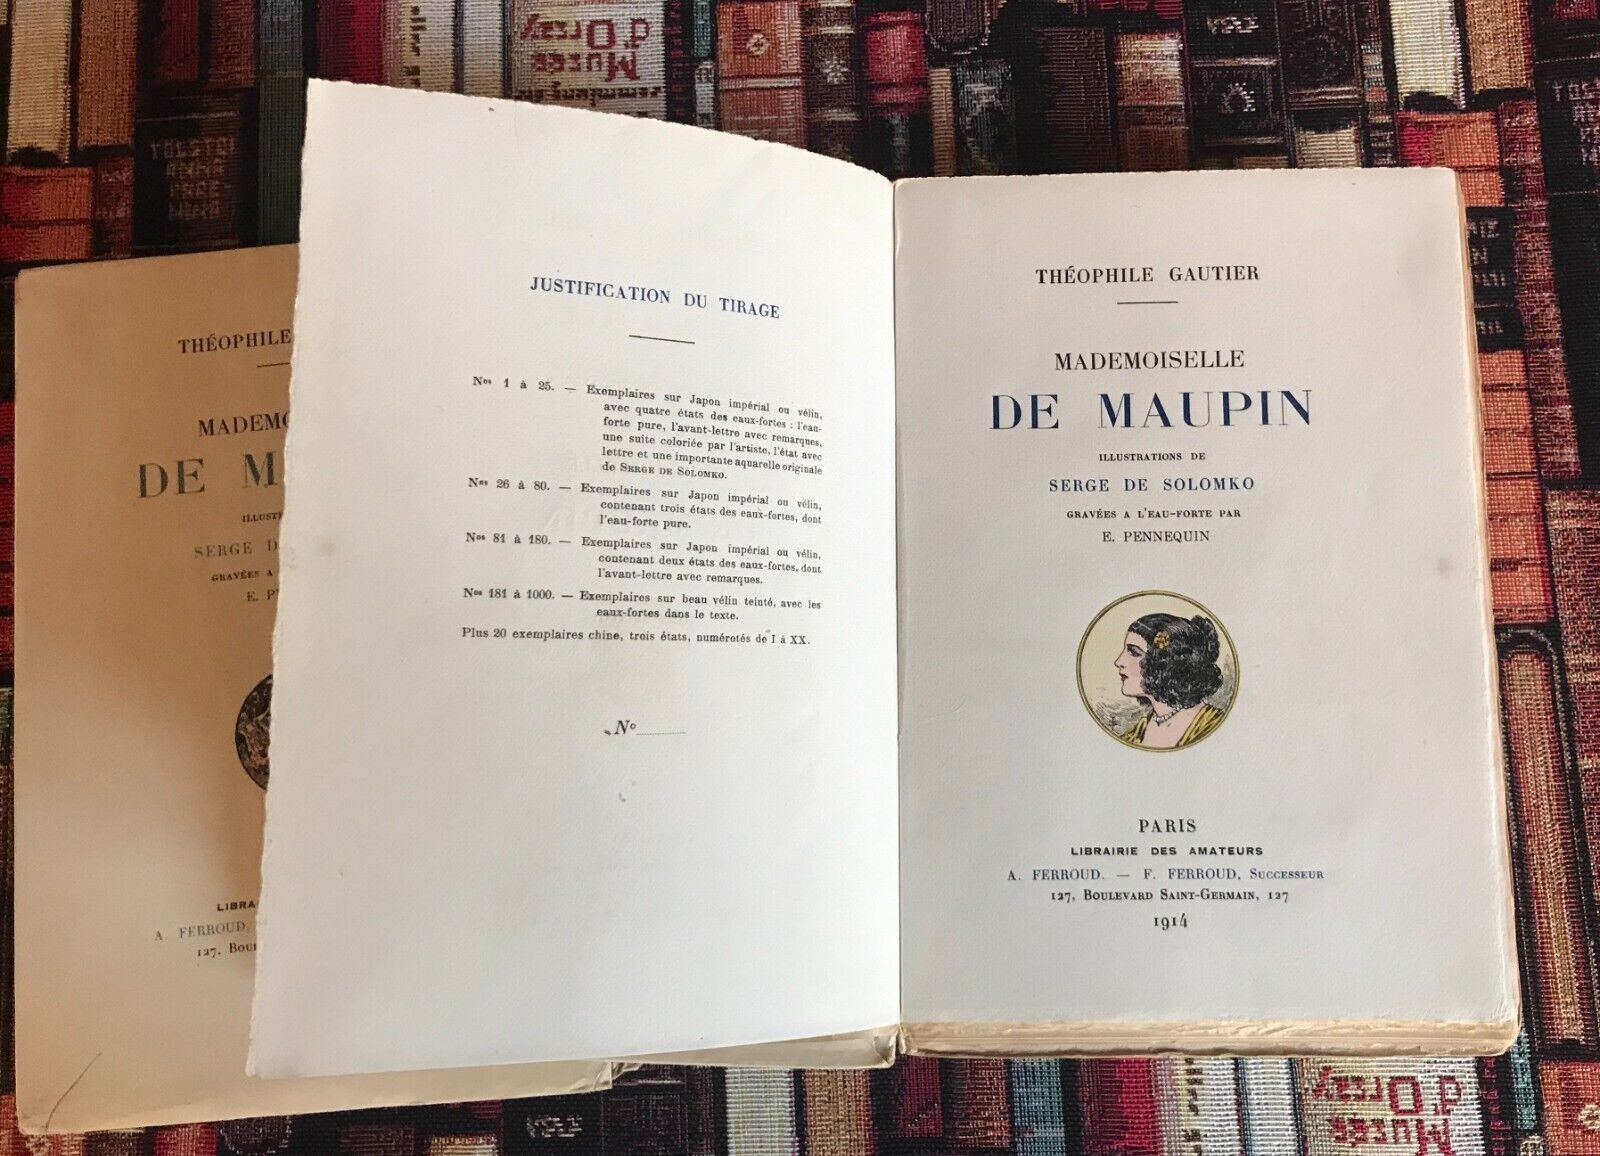 JUSTIFICATION DU TIRAGE
Nos 1 à 25. — Exemplaires sur Japon impérial ou vélin,
avec quatre états des eaux-fortes : l'eau-
forte pure, l'avant-lettre avec remarques,
une suite coloriée par l'artiste, l'état avec
lettre et une importante aquarelle originale
de SERGE DE SOLOMKO.
Nos 26 à 80. — Exemplaires sur Japon impérial ou vélin,
contenant trois états des eaux-fortes, dont
l'eau-forte pure.
Nos 81 à 180. — Exemplaires sur Japon impérial ou vélin,
contenant deux états des eaux-fortes, dont
l'avant-lettre avec remarques.
Nos 181 à 1000. — Exemplaires sur beau vélin teinté, avec les
eaux-fortes dans le texte.
Plus 20 exemplaires chine, trois états, numérotés de I à XX.
No
THÉOPHILE GAUTIER
MADEMOISELLE
DE MAUPIN
ILLUSTRATIONS DE
SERGE DE SOLOMKO
GRAVÉES A L'EAU-FORTE PAR
E. PENNEQUIN
PARIS
LIBRAIRIE DES AMATEURS
A. FERROUD. — F. FERROUD, SUCCESSEUR
127, BOULEVARD SAINT-GERMAIN, 127
1914
THÉOPHILE
MADEMO
DE M
ILLUST
SERGE D
GRAVÉES A
E. P
LIBRA
A. FERROUD.
127, BOU
Musée
d'Orsay
TOLSTOI
ANNA
Musée
d'Orsay